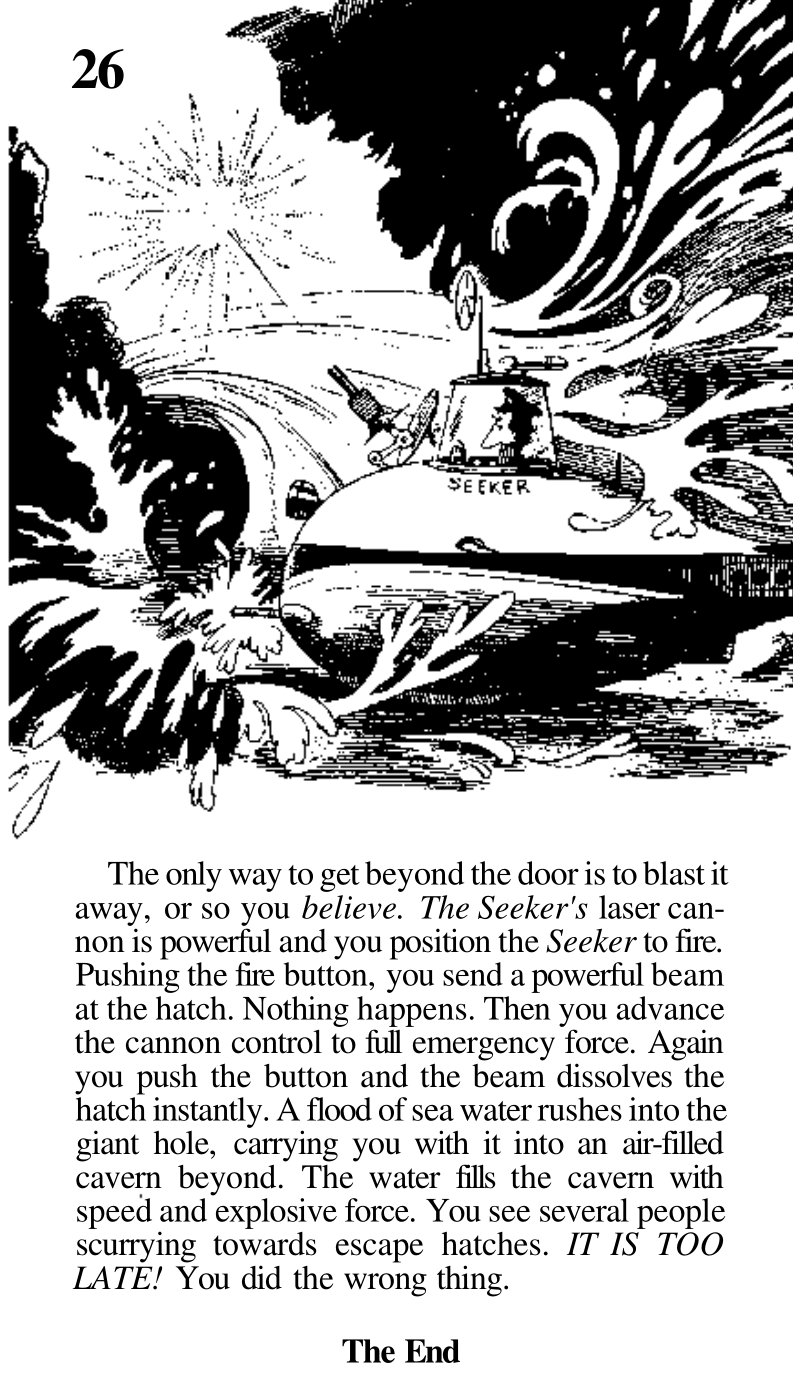 26
SEEKER
The only way to get beyond the door is to blast it
away, or so you believe. The Seeker's laser can-
non is powerful and you position the Seeker to fire.
Pushing the fire button, you send a powerful beam
at the hatch. Nothing happens. Then you advance
the cannon control to full emergency force. Again
you push the button and the beam dissolves the
hatch instantly. A flood of sea water rushes into the
giant hole, carrying you with it into an air-filled
cavern beyond. The water fills the cavern with
speed and explosive force. You see several people
scurrying towards escape hatches. IT IS TOO
LATE! You did the wrong thing.
The End